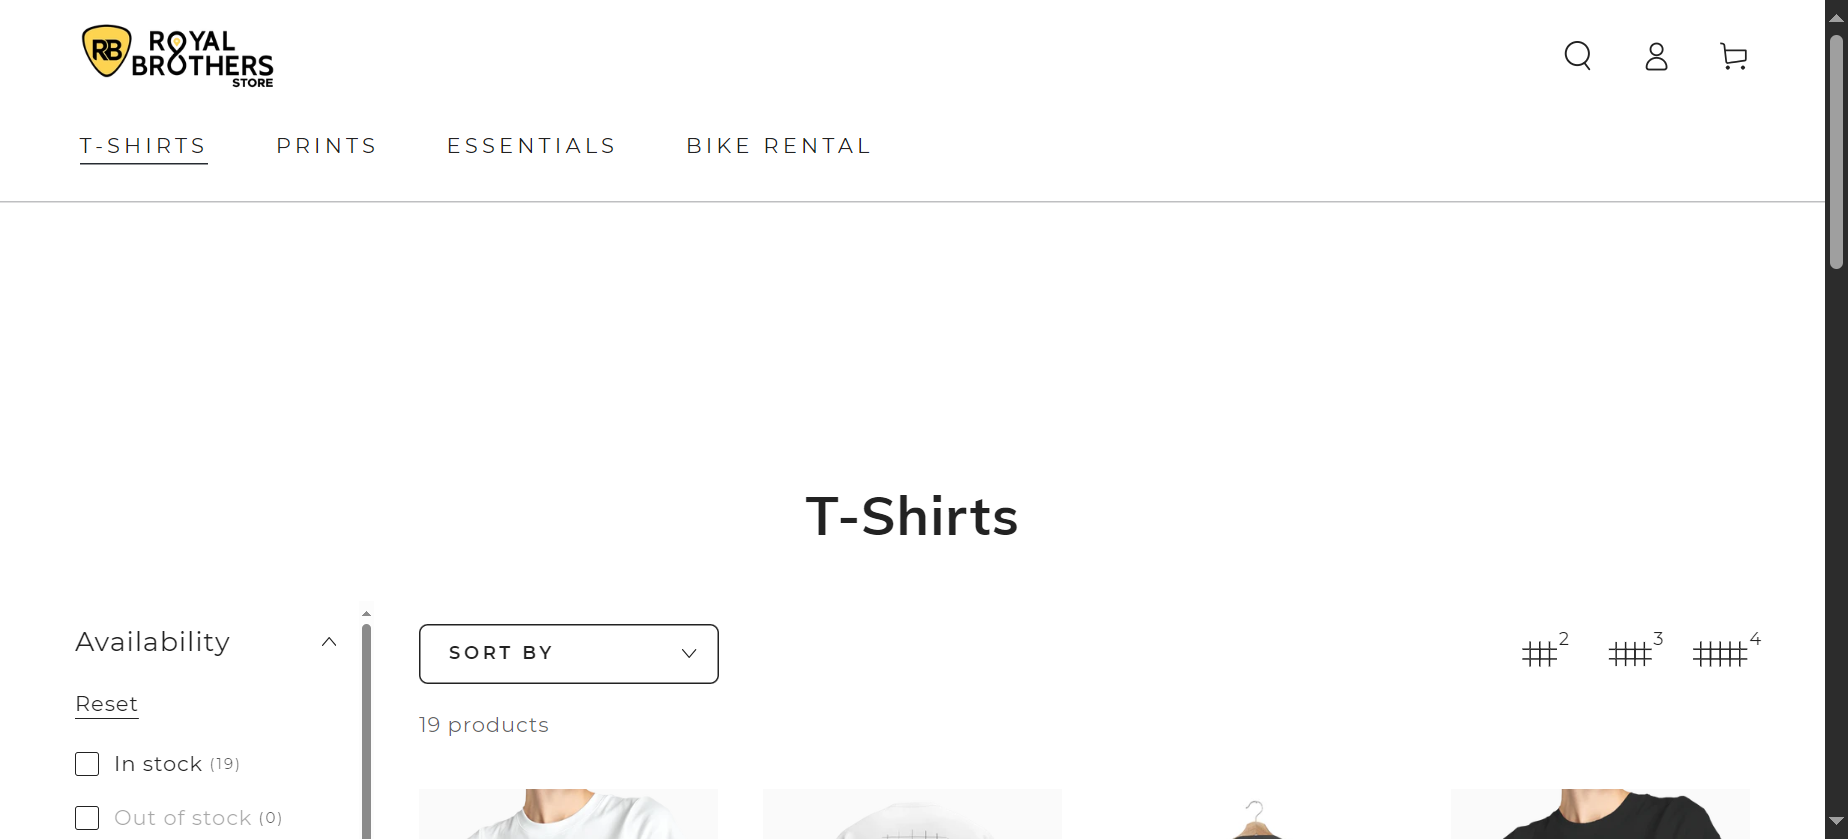 RB ROYAL
BROTHERS
STORE
T-SHIRTS PRINTS ESSENTIALS BIKE RENTAL
T-Shirts
Availability
Reset
In stock (19)
Out of stock (0)
SORT BY
2 3 4
19 products